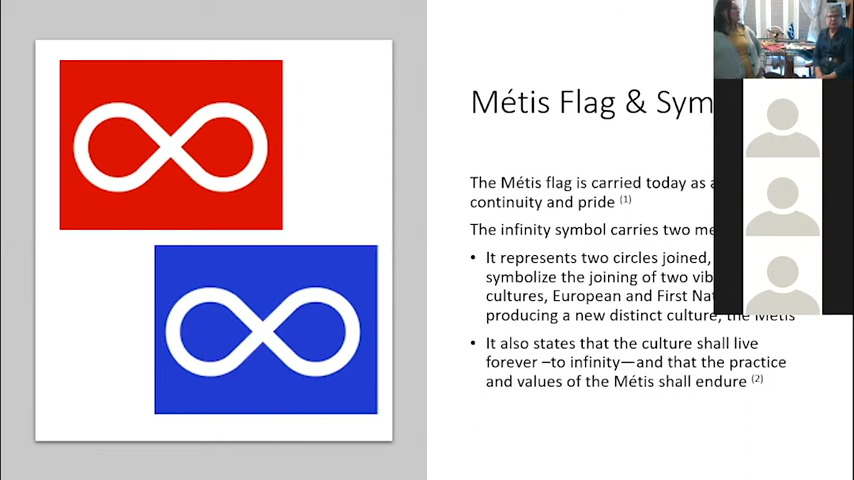 Métis Flag & Sym
The Métis flag is carried today as a
continuity and pride (1)
The infinity symbol carries two me
• It represents two circles joined,
symbolize the joining of two vib
cultures, European and First Nat
producing a new distinct culture, the Métis
• It also states that the culture shall live
forever –to infinity—and that the practice
and values of the Métis shall endure (2)